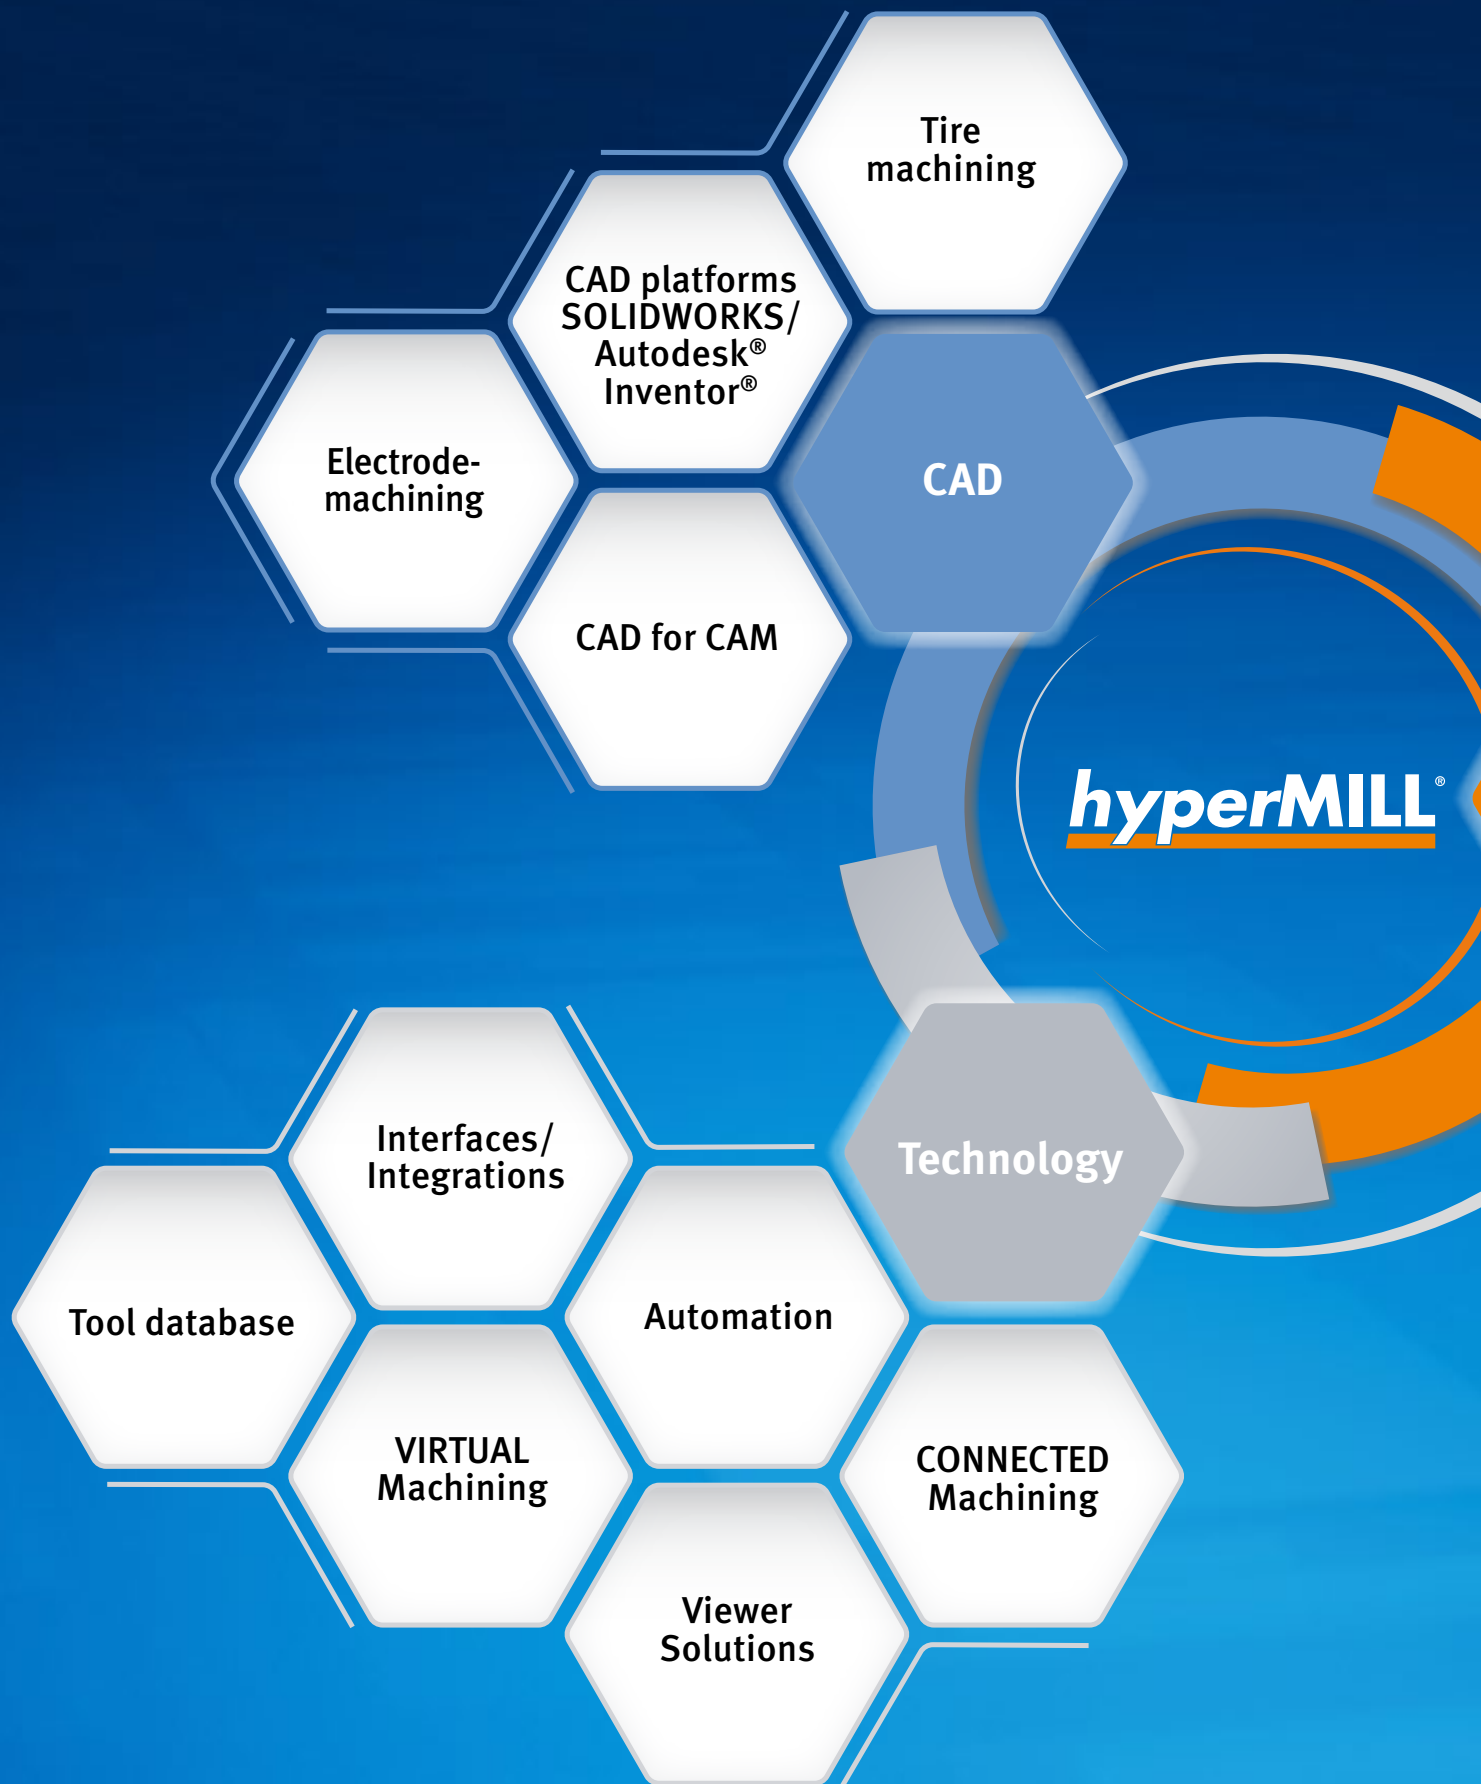 Tire
machining
CAD platforms
SOLIDWORKS/
Autodesk®
Inventor®
Electrode-
machining
CAD
CAD for CAM
hyperMILL®
Interfaces/
Integrations
Technology
Tool database
Automation
VIRTUAL
Machining
CONNECTED
Machining
Viewer
Solutions